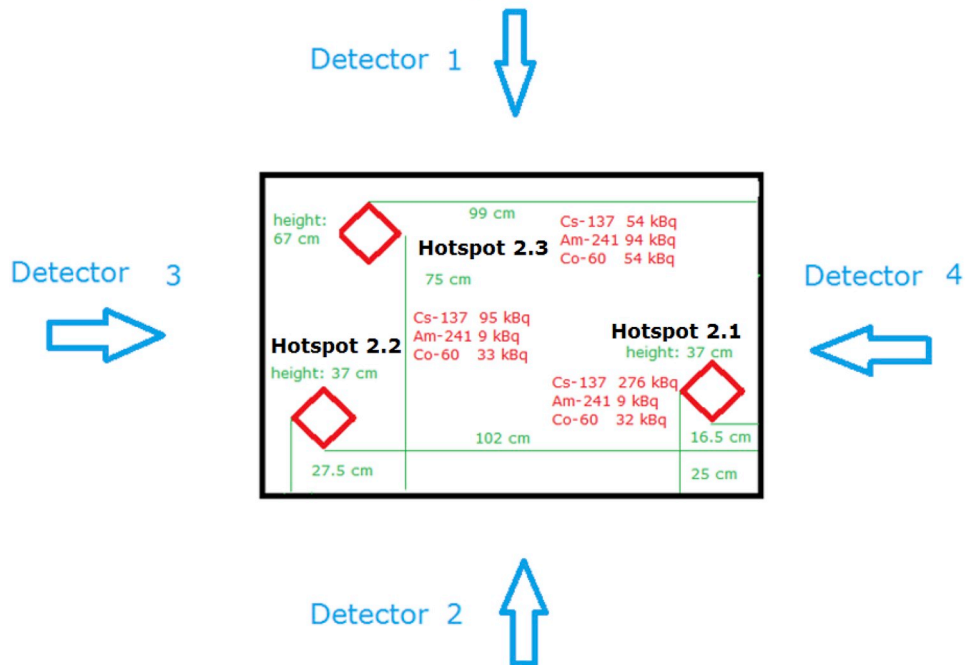 Detector 1
height:
67 cm
99 cm
Cs-137 54 kBq
Am-241 94 kBq
Co-60 54 kBq
Hotspot 2.3
75 cm
Detector 3
Detector 4
Cs-137 95 kBq
Am-241 9 kBq
Co-60 33 kBq
Hotspot 2.2
height: 37 cm
Hotspot 2.1
height: 37 cm
Cs-137 276 kBq
Am-241 9 kBq
Co-60 32 kBq
16.5 cm
102 cm
27.5 cm
25 cm
Detector 2